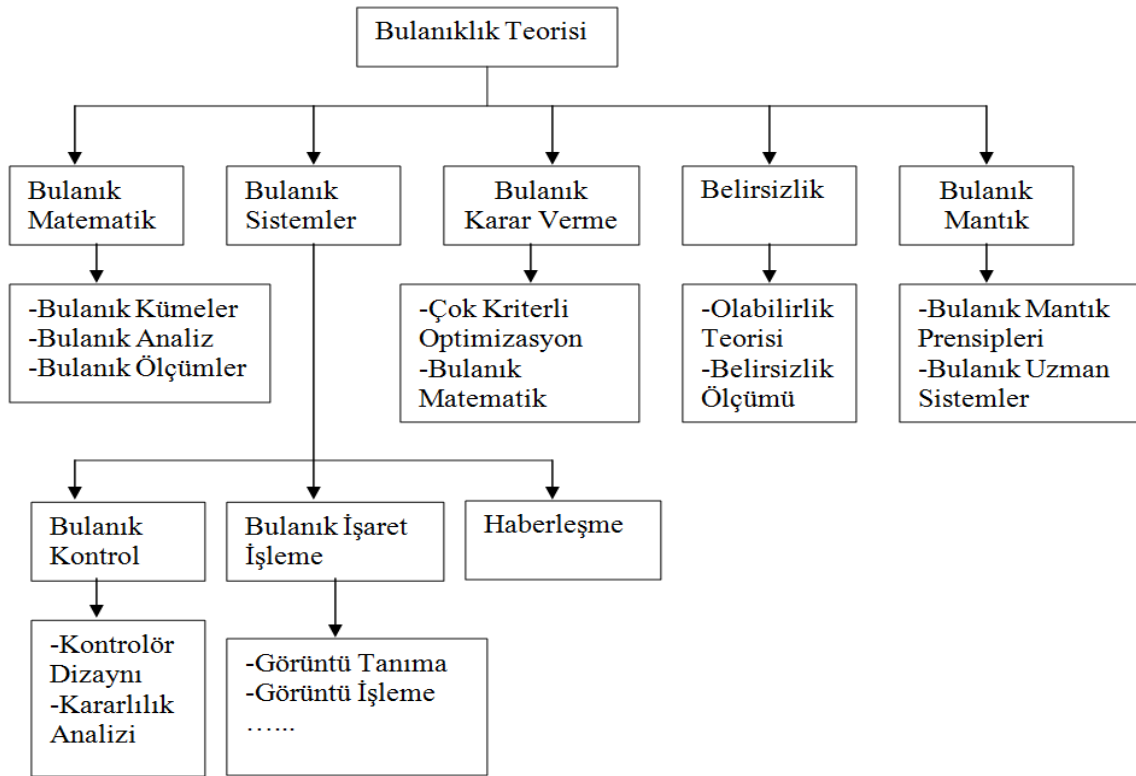 Bulanıklık Teorisi
Bulanık
Matematik
Bulanık
Sistemler
Bulanık
Karar Verme
Belirsizlik
Bulanık
Mantık
-Bulanık Kümeler
-Bulanık Analiz
-Bulanık Ölçümler
-Çok Kriterli
Optimizasyon
-Bulanık
Matematik
-Olabilirlik
Teorisi
-Belirsizlik
Ölçümü
-Bulanık Mantık
Prensipleri
-Bulanık Uzman
Sistemler
Bulanık
Kontrol
Bulanık İşaret
İşleme
Haberleşme
-Kontrolör
Dizaynı
-Kararlılık
Analizi
-Görüntü Tanıma
-Görüntü İşleme
…...